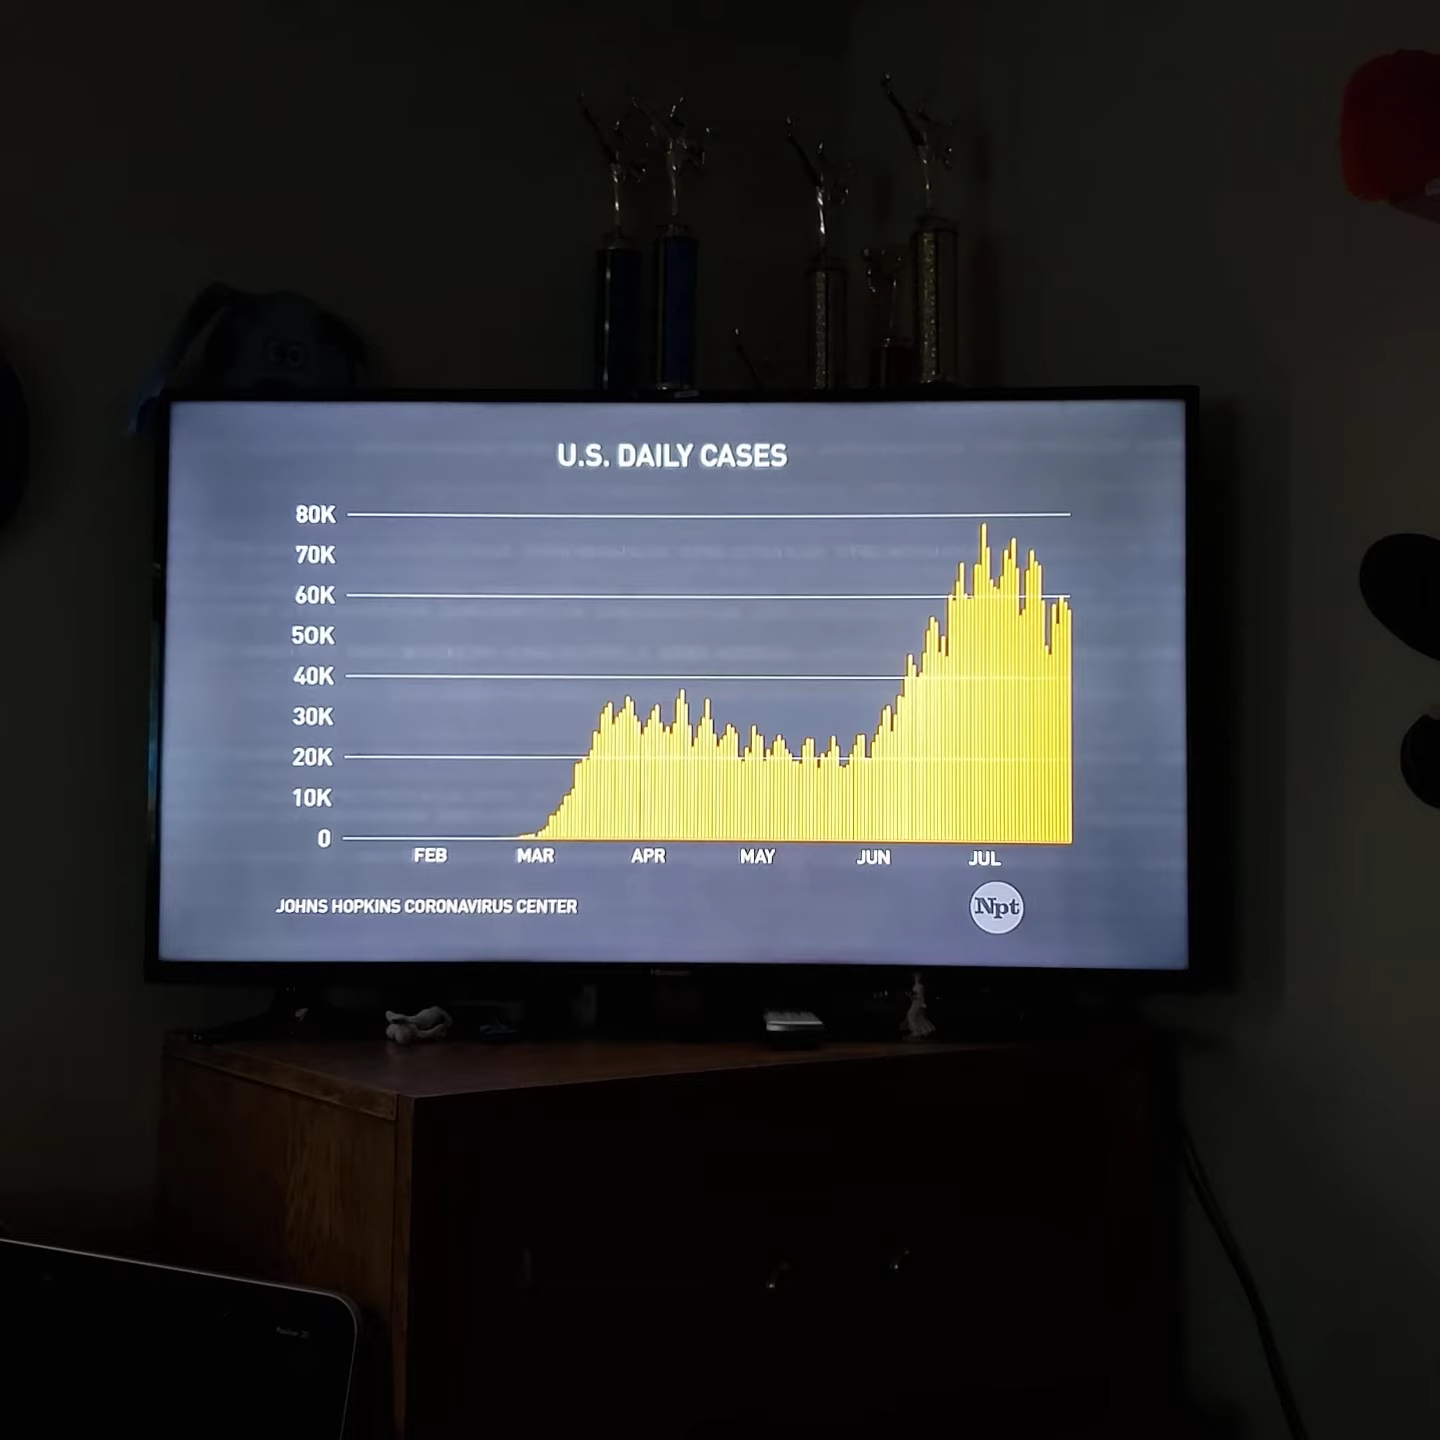 U.S. DAILY CASES
80K
70K
60K
50K
40K
30K
20K
10K
0
FEB MAR APR MAY JUN JUL
JOHNS HOPKINS CORONAVIRUS CENTER
Npt